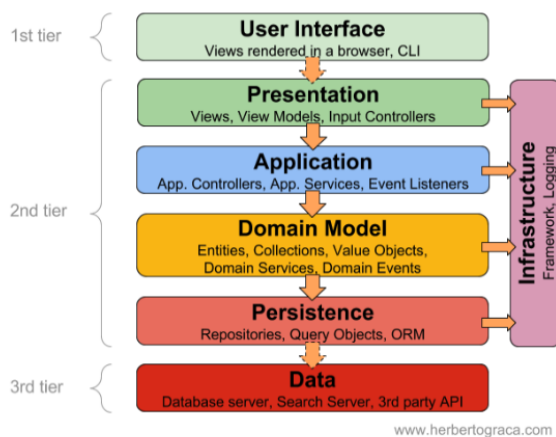 1st tier
User Interface
Views rendered in a browser, CLI
2nd tier
Presentation
Views, View Models, Input Controllers
Application
App. Controllers, App. Services, Event Listeners
Domain Model
Entities, Collections, Value Objects,
Domain Services, Domain Events
Persistence
Repositories, Query Objects, ORM
Infrastructure
Framework, Logging
3rd tier
Data
Database server, Search Server, 3rd party API
www.herbertograca.com